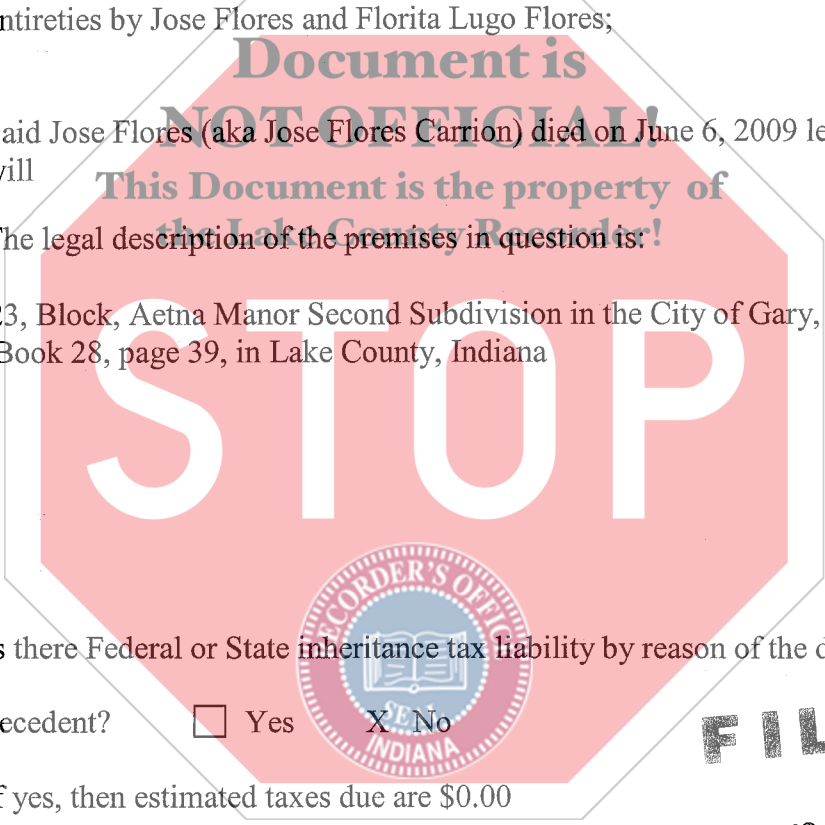 ntireties by Jose Flores and Florita Lugo Flores;
Document is
NOT OFFICIAL!
aid Jose Flores (aka Jose Flores Carrion) died on June 6, 2009 le
vill
This Document is the property of
the Lake County Recorder!
The legal description of the premises in question is:
23, Block, Aetna Manor Second Subdivision in the City of Gary,
Book 28, page 39, in Lake County, Indiana
STOP
RECORDER'S OFFIC
SEAL
INDIANA
s there Federal or State inheritance tax liability by reason of the d
ecedent? Yes X No
FIL
f yes, then estimated taxes due are $0.00